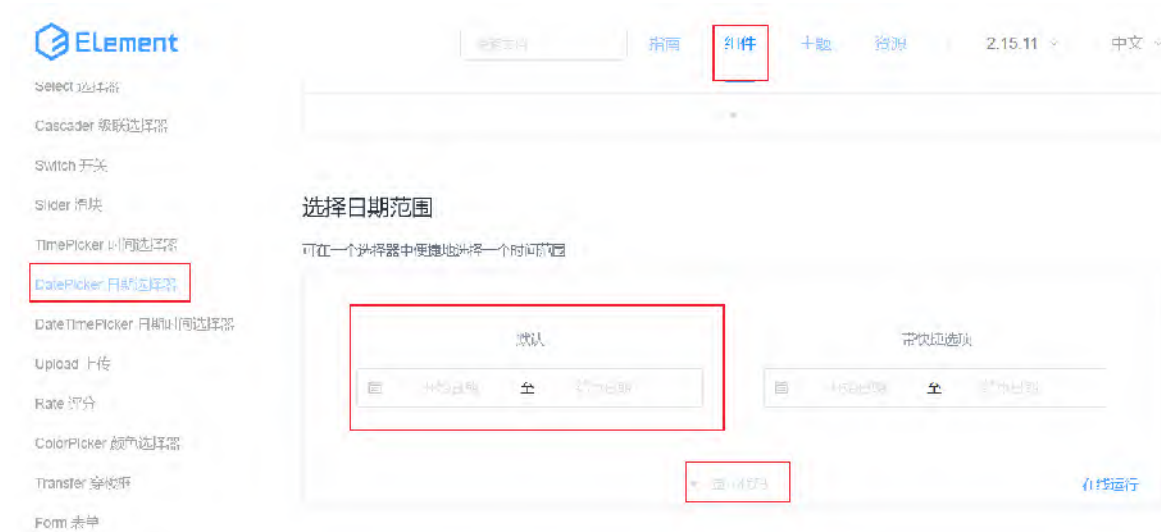 Element
指南 组件 主题 资源 2.15.11 中文
Select 选择器
Cascader 级联选择器
Switch 开关
Slider 滑块
TimePicker 时间选择器
DatePicker 日期选择器
DateTimePicker 日期时间选择器
Upload 上传
Rate 评分
ColorPicker 颜色选择器
Transfer 穿梭框
Form 表单
选择日期范围
可在一个选择器中便捷地选择一个时间范围
默认
开始日期 至 结束日期
带快捷选项
开始日期 至 结束日期
在线运行